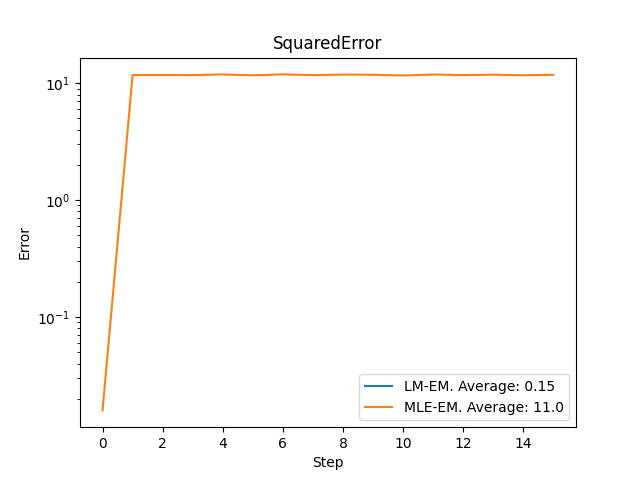 SquaredError
10¹
10⁰
10⁻¹
Error
0 2 4 6 8 10 12 14
Step
LM-EM. Average: 0.15
MLE-EM. Average: 11.0